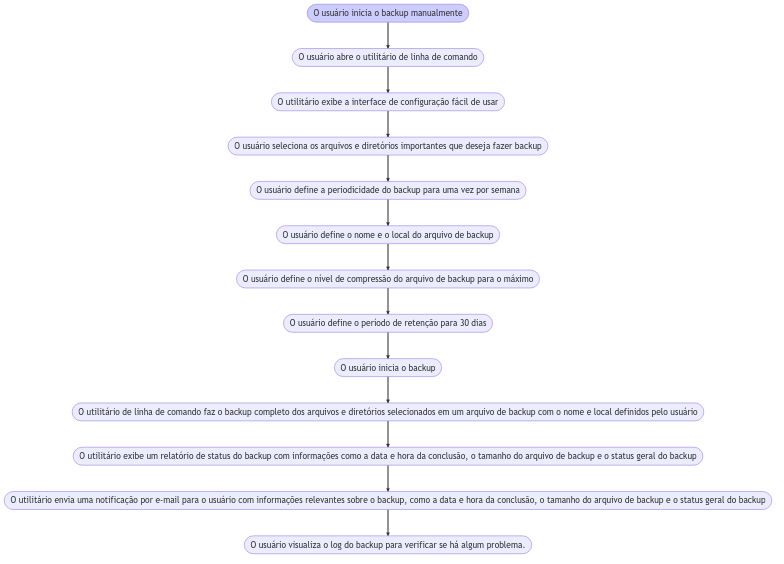 O usuário inicia o backup manualmente
O usuário abre o utilitário de linha de comando
O utilitário exibe a interface de configuração fácil de usar
O usuário seleciona os arquivos e diretórios importantes que deseja fazer backup
O usuário define a periodicidade do backup para uma vez por semana
O usuário define o nome e o local do arquivo de backup
O usuário define o nível de compressão do arquivo de backup para o máximo
O usuário define o período de retenção para 30 dias
O usuário inicia o backup
O utilitário de linha de comando faz o backup completo dos arquivos e diretórios selecionados em um arquivo de backup com o nome e local definidos pelo usuário
O utilitário exibe um relatório de status do backup com informações como a data e hora da conclusão, o tamanho do arquivo de backup e o status geral do backup
O utilitário envia uma notificação por e-mail para o usuário com informações relevantes sobre o backup, como a data e hora da conclusão, o tamanho do arquivo de backup e o status geral do backup
O usuário visualiza o log do backup para verificar se há algum problema.